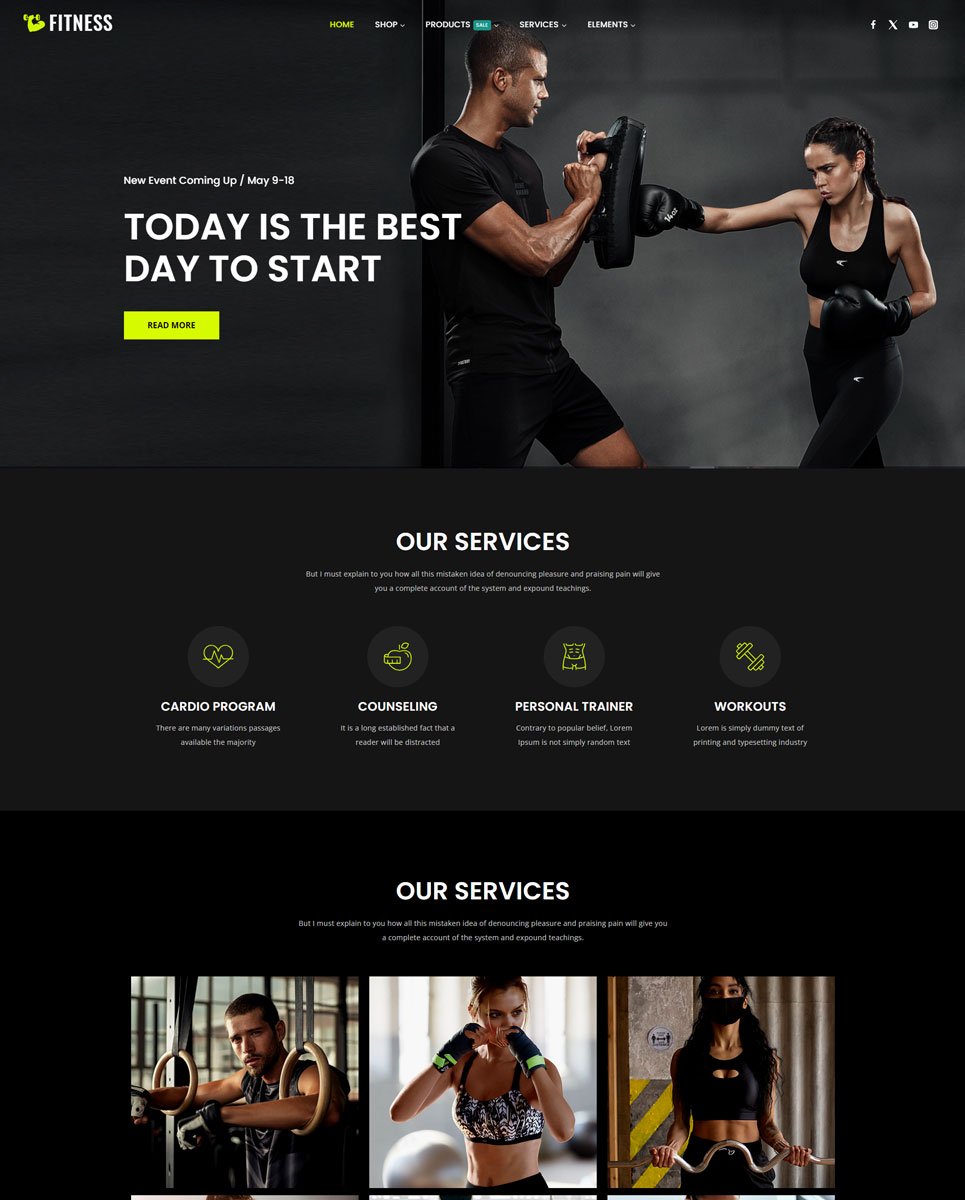 FITNESS
HOME SHOP PRODUCTS SALE SERVICES ELEMENTS
New Event Coming Up / May 9-18
TODAY IS THE BEST
DAY TO START
READ MORE
14oz
OUR SERVICES
But I must explain to you how all this mistaken idea of denouncing pleasure and praising pain will give
you a complete account of the system and expound teachings.
CARDIO PROGRAM
There are many variations passages
available the majority
COUNSELING
It is a long established fact that a
reader will be distracted
PERSONAL TRAINER
Contrary to popular belief, Lorem
Ipsum is not simply random text
WORKOUTS
Lorem is simply dummy text of
printing and typesetting industry
OUR SERVICES
But I must explain to you how all this mistaken idea of denouncing pleasure and praising pain will give you
a complete account of the system and expound teachings.